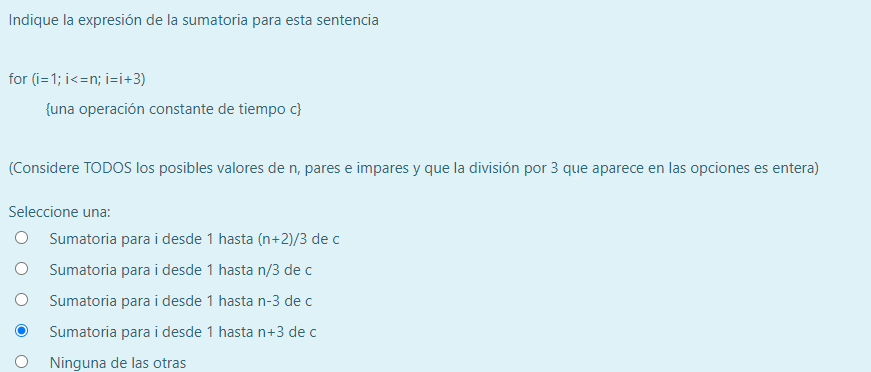 Indique la expresión de la sumatoria para esta sentencia
for (i=1; i<=n; i=i+3)
{una operación constante de tiempo c}
(Considere TODOS los posibles valores de n, pares e impares y que la división por 3 que aparece en las opciones es entera)
Seleccione una:
Sumatoria para i desde 1 hasta (n+2)/3 de c
Sumatoria para i desde 1 hasta n/3 de c
Sumatoria para i desde 1 hasta n-3 de c
Sumatoria para i desde 1 hasta n+3 de c
Ninguna de las otras